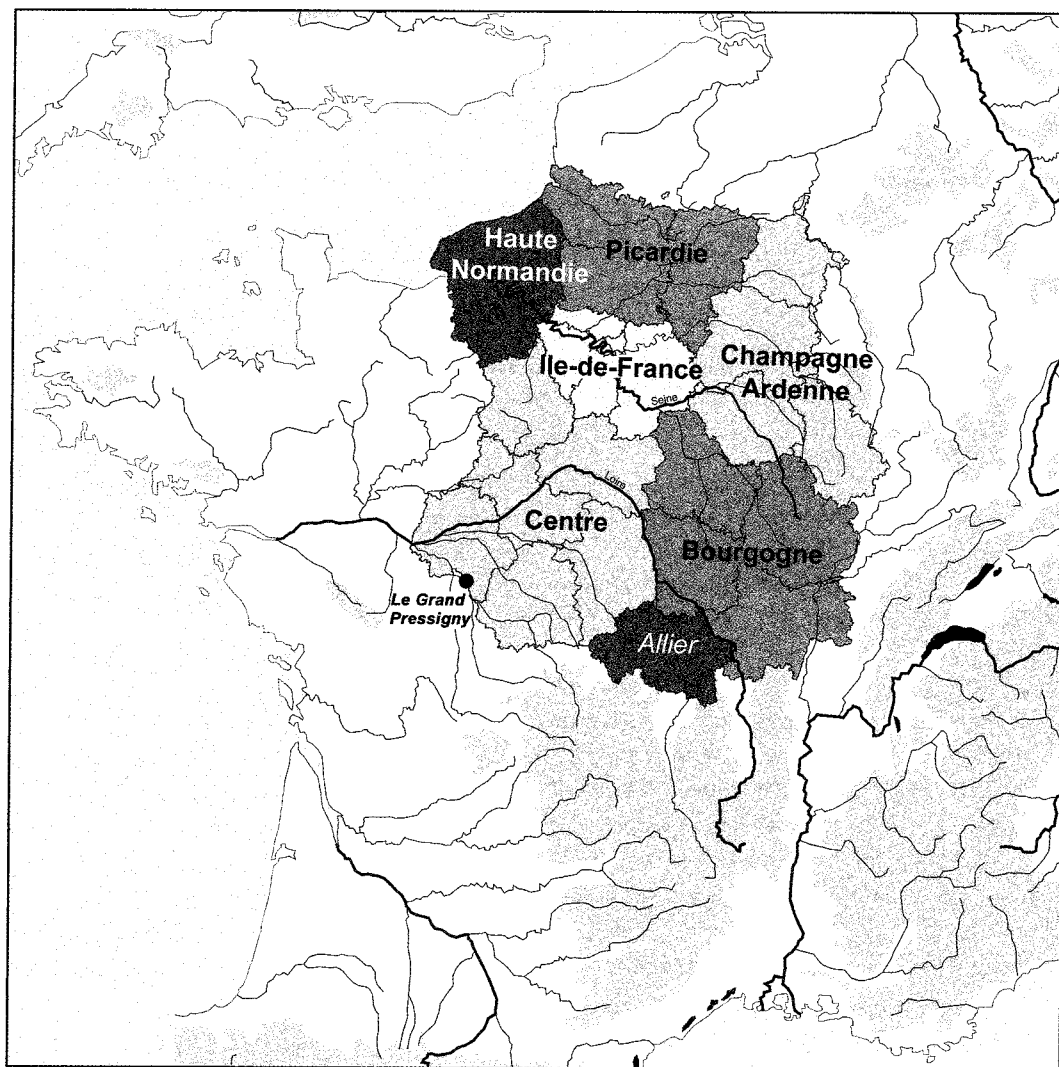 Haute
Normandie
Picardie
Ile-de-France
Champagne
Ardenne
Seine
Loire
Centre
Bourgogne
Le Grand
Pressigny
Allier